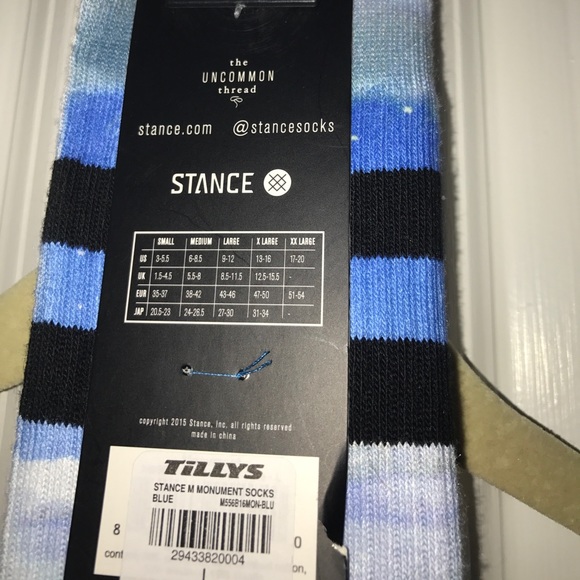 the
UNCOMMON
thread
stance.com @stancesocks
STANCE
SMALL MEDIUM LARGE X LARGE XX LARGE
US 3-5.5 6-8.5 9-12 13-16 17-20
UK 1.5-4.5 5.5-8 8.5-11.5 12.5-15.5 -
EUR 35-37 38-42 43-46 47-50 51-54
JAP 20.5-23 24-26.5 27-30 31-34 -
copyright 2015 Stance, Inc. all rights reserved
made in china
TiLLYS
STANCE M MONUMENT SOCKS
BLUE M556B16MON-BLU
8 0
29433820004